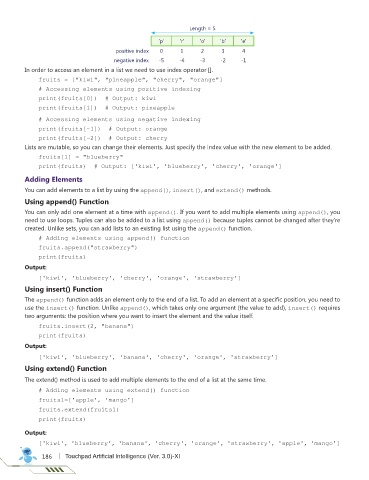 Length = 5
'p' 'r' 'o' 'b' 'e'
positive index 0 1 2 3 4
negative index -5 -4 -3 -2 -1
In order to access an element in a list we need to use index operator [].
fruits = ["kiwi", "pineapple", "cherry", "orange"]
# Accessing elements using positive indexing
print(fruits[0]) # Output: kiwi
print(fruits[1]) # Output: pineapple
# Accessing elements using negative indexing
print(fruits[-1]) # Output: orange
print(fruits[-2]) # Output: cherry
Lists are mutable, so you can change their elements. Just specify the index value with the new element to be added.
fruits[1] = "blueberry"
print(fruits) # Output: ['kiwi', 'blueberry', 'cherry', 'orange']
Adding Elements
You can add elements to a list by using the append(), insert(), and extend() methods.
Using append() Function
You can only add one element at a time with append(). If you want to add multiple elements using append(), you
need to use loops. Tuples can also be added to a list using append() because tuples cannot be changed after they're
created. Unlike sets, you can add lists to an existing list using the append() function.
# Adding elements using append() function
fruits.append("strawberry")
print(fruits)
Output:
['kiwi', 'blueberry', 'cherry', 'orange', 'strawberry']
Using insert() Function
The append() function adds an element only to the end of a list. To add an element at a specific position, you need to
use the insert() function. Unlike append(), which takes only one argument (the value to add), insert() requires
two arguments: the position where you want to insert the element and the value itself.
fruits.insert(2, "banana")
print(fruits)
Output:
['kiwi', 'blueberry', 'banana', 'cherry', 'orange', 'strawberry']
Using extend() Function
The extend() method is used to add multiple elements to the end of a list at the same time.
# Adding elements using extend() function
fruits1=['apple', 'mango']
fruits.extend(fruits1)
print(fruits)
Output:
['kiwi', 'blueberry', 'banana', 'cherry', 'orange', 'strawberry', 'apple', 'mango']
186 Touchpad Artificial Intelligence (Ver. 3.0)-XI